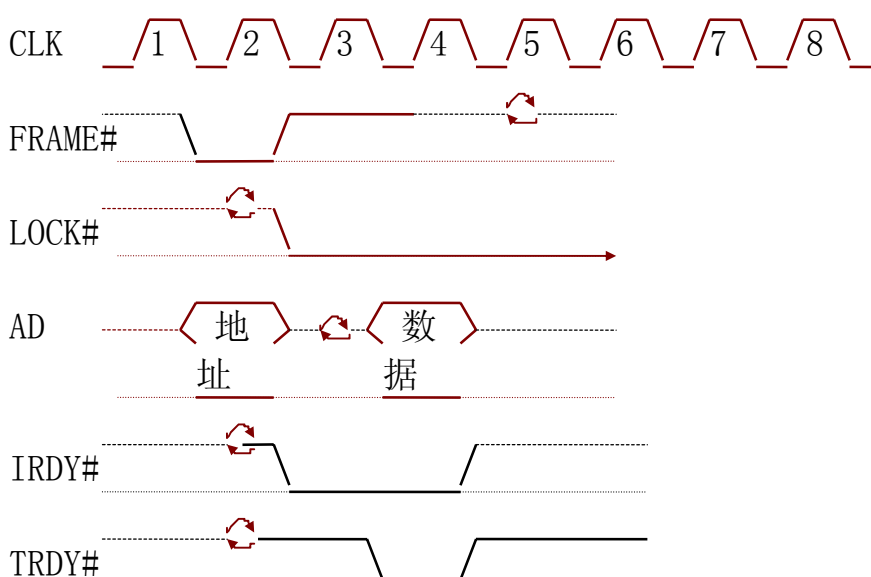 CLK 1 2 3 4 5 6 7 8
FRAME#
LOCK#
AD 地 数
址 据
IRDY#
TRDY#